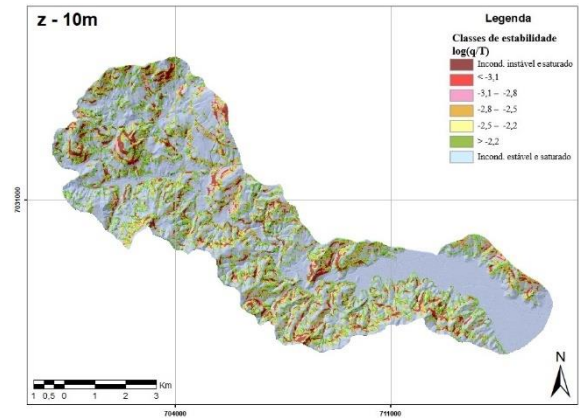 z - 10m
Legenda
Classes de estabilidade
log(q/T)
Incond. instável e saturado
< -3,1
-3,1 – -2,8
-2,8 – -2,5
-2,5 – -2,2
> -2,2
Incond. estável e saturado
7031000
Km
1 0,5 0 1 2 3
704000
711000
N